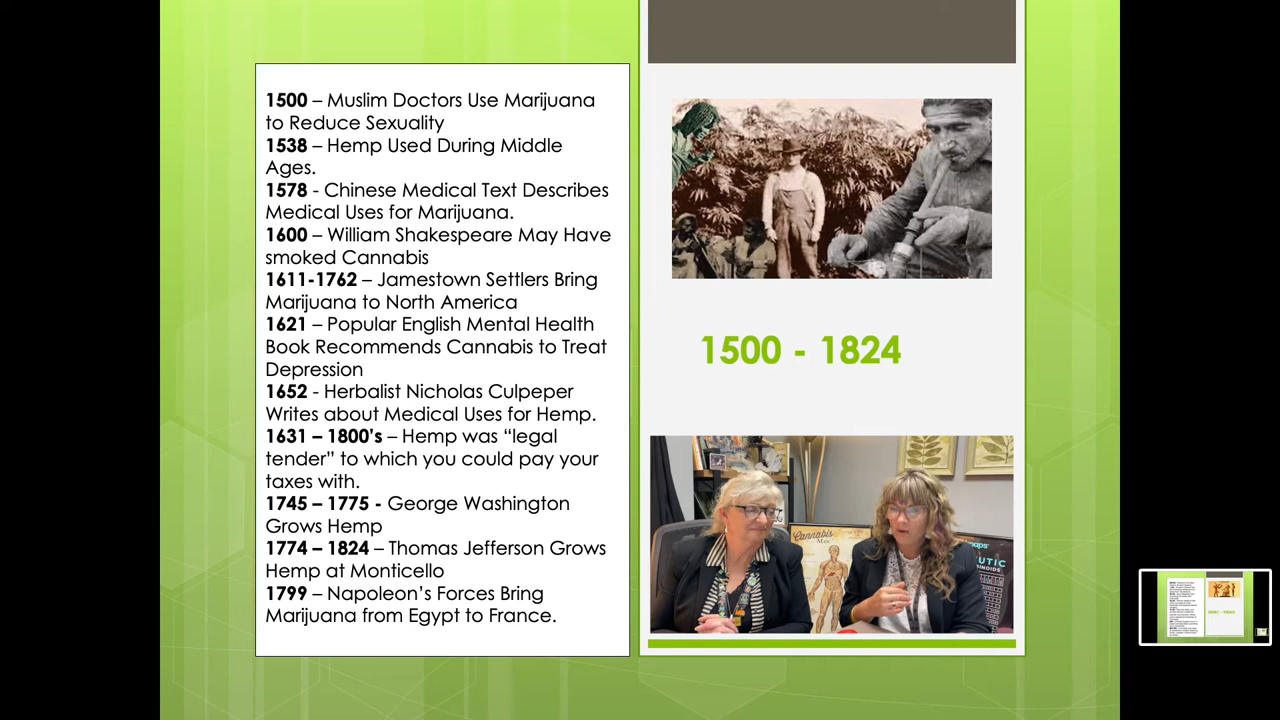 1500 – Muslim Doctors Use Marijuana
to Reduce Sexuality
1538 – Hemp Used During Middle
Ages.
1578 - Chinese Medical Text Describes
Medical Uses for Marijuana.
1600 – William Shakespeare May Have
smoked Cannabis
1611-1762 – Jamestown Settlers Bring
Marijuana to North America
1621 – Popular English Mental Health
Book Recommends Cannabis to Treat
Depression
1652 - Herbalist Nicholas Culpeper
Writes about Medical Uses for Hemp.
1631 – 1800's – Hemp was “legal
tender” to which you could pay your
taxes with.
1745 – 1775 - George Washington
Grows Hemp
1774 – 1824 – Thomas Jefferson Grows
Hemp at Monticello
1799 – Napoleon's Forces Bring
Marijuana from Egypt to France.
1500 - 1824
Cannabis